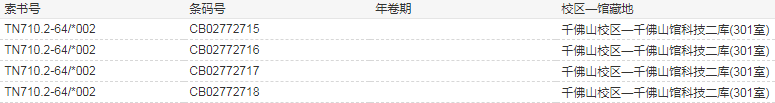 索书号 条码号 年卷期 校区—馆藏地
TN710.2-64/*002 CB02772715 千佛山校区—千佛山馆科技二库(301室)
TN710.2-64/*002 CB02772716 千佛山校区—千佛山馆科技二库(301室)
TN710.2-64/*002 CB02772717 千佛山校区—千佛山馆科技二库(301室)
TN710.2-64/*002 CB02772718 千佛山校区—千佛山馆科技二库(301室)